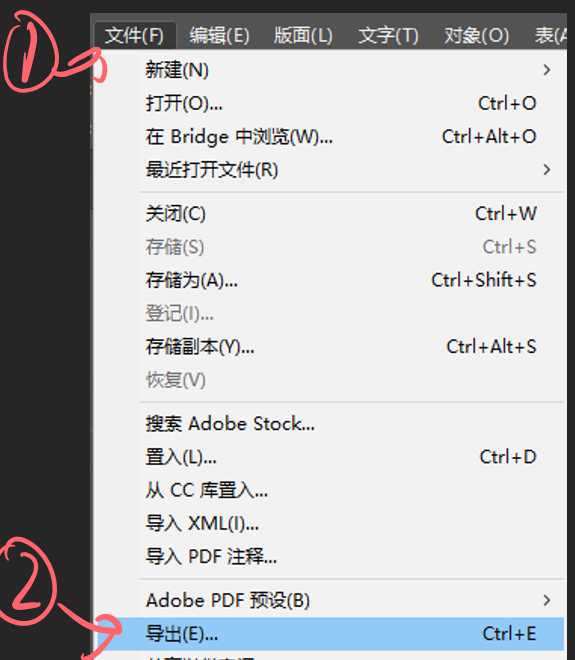 文件(F) 编辑(E) 版面(L) 文字(T) 对象(O) 表(A
1
新建(N)
打开(O)... Ctrl+O
在 Bridge 中浏览(W)... Ctrl+Alt+O
最近打开文件(R)
关闭(C) Ctrl+W
存储(S) Ctrl+S
存储为(A)... Ctrl+Shift+S
登记(I)...
存储副本(Y)... Ctrl+Alt+S
恢复(V)
搜索 Adobe Stock...
置入(L)... Ctrl+D
从 CC 库置入...
导入 XML(I)...
导入 PDF 注释...
2
Adobe PDF 预设(B)
导出(E)... Ctrl+E